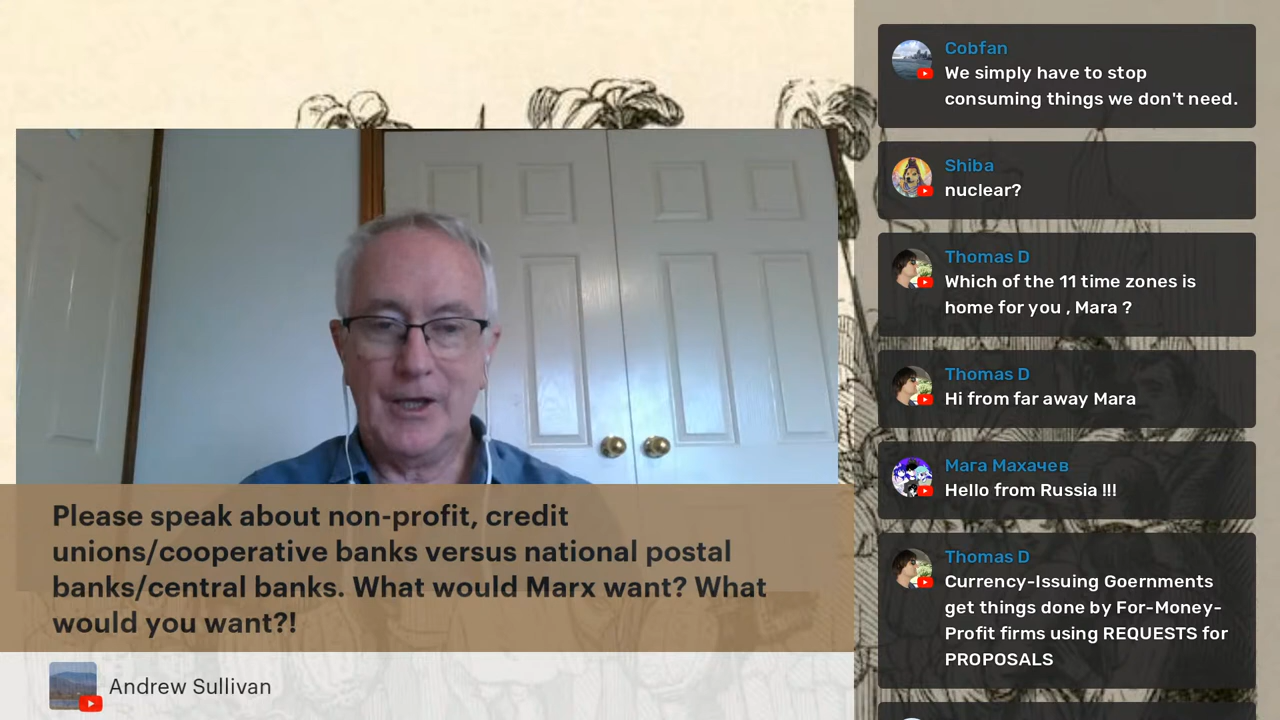 Please speak about non-profit, credit
unions/cooperative banks versus national postal
banks/central banks. What would Marx want? What
would you want?!
Andrew Sullivan
Cobfan
We simply have to stop
consuming things we don't need.
Shiba
nuclear?
Thomas D
Which of the 11 time zones is
home for you , Mara ?
Thomas D
Hi from far away Mara
Мага Махачев
Hello from Russia !!!
Thomas D
Currency-Issuing Goernments
get things done by For-Money-
Profit firms using REQUESTS for
PROPOSALS